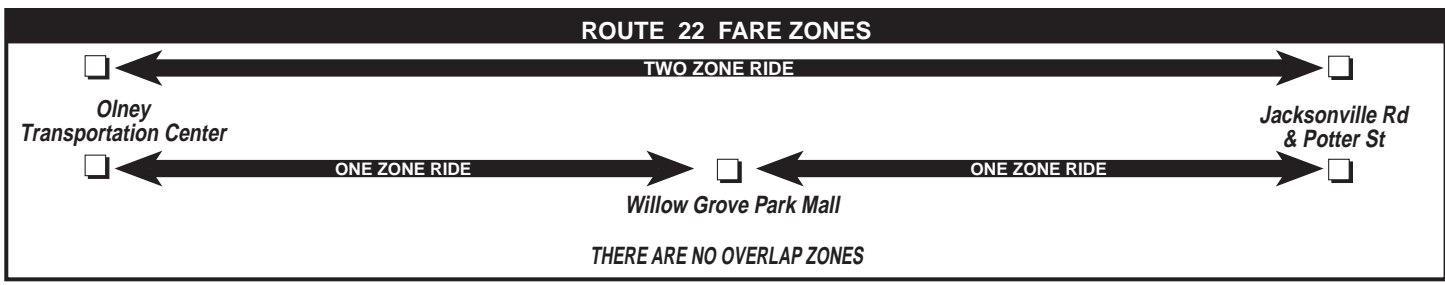 ROUTE 22 FARE ZONES
TWO ZONE RIDE
Olney
Transportation Center
Jacksonville Rd
& Potter St
ONE ZONE RIDE
ONE ZONE RIDE
Willow Grove Park Mall
THERE ARE NO OVERLAP ZONES